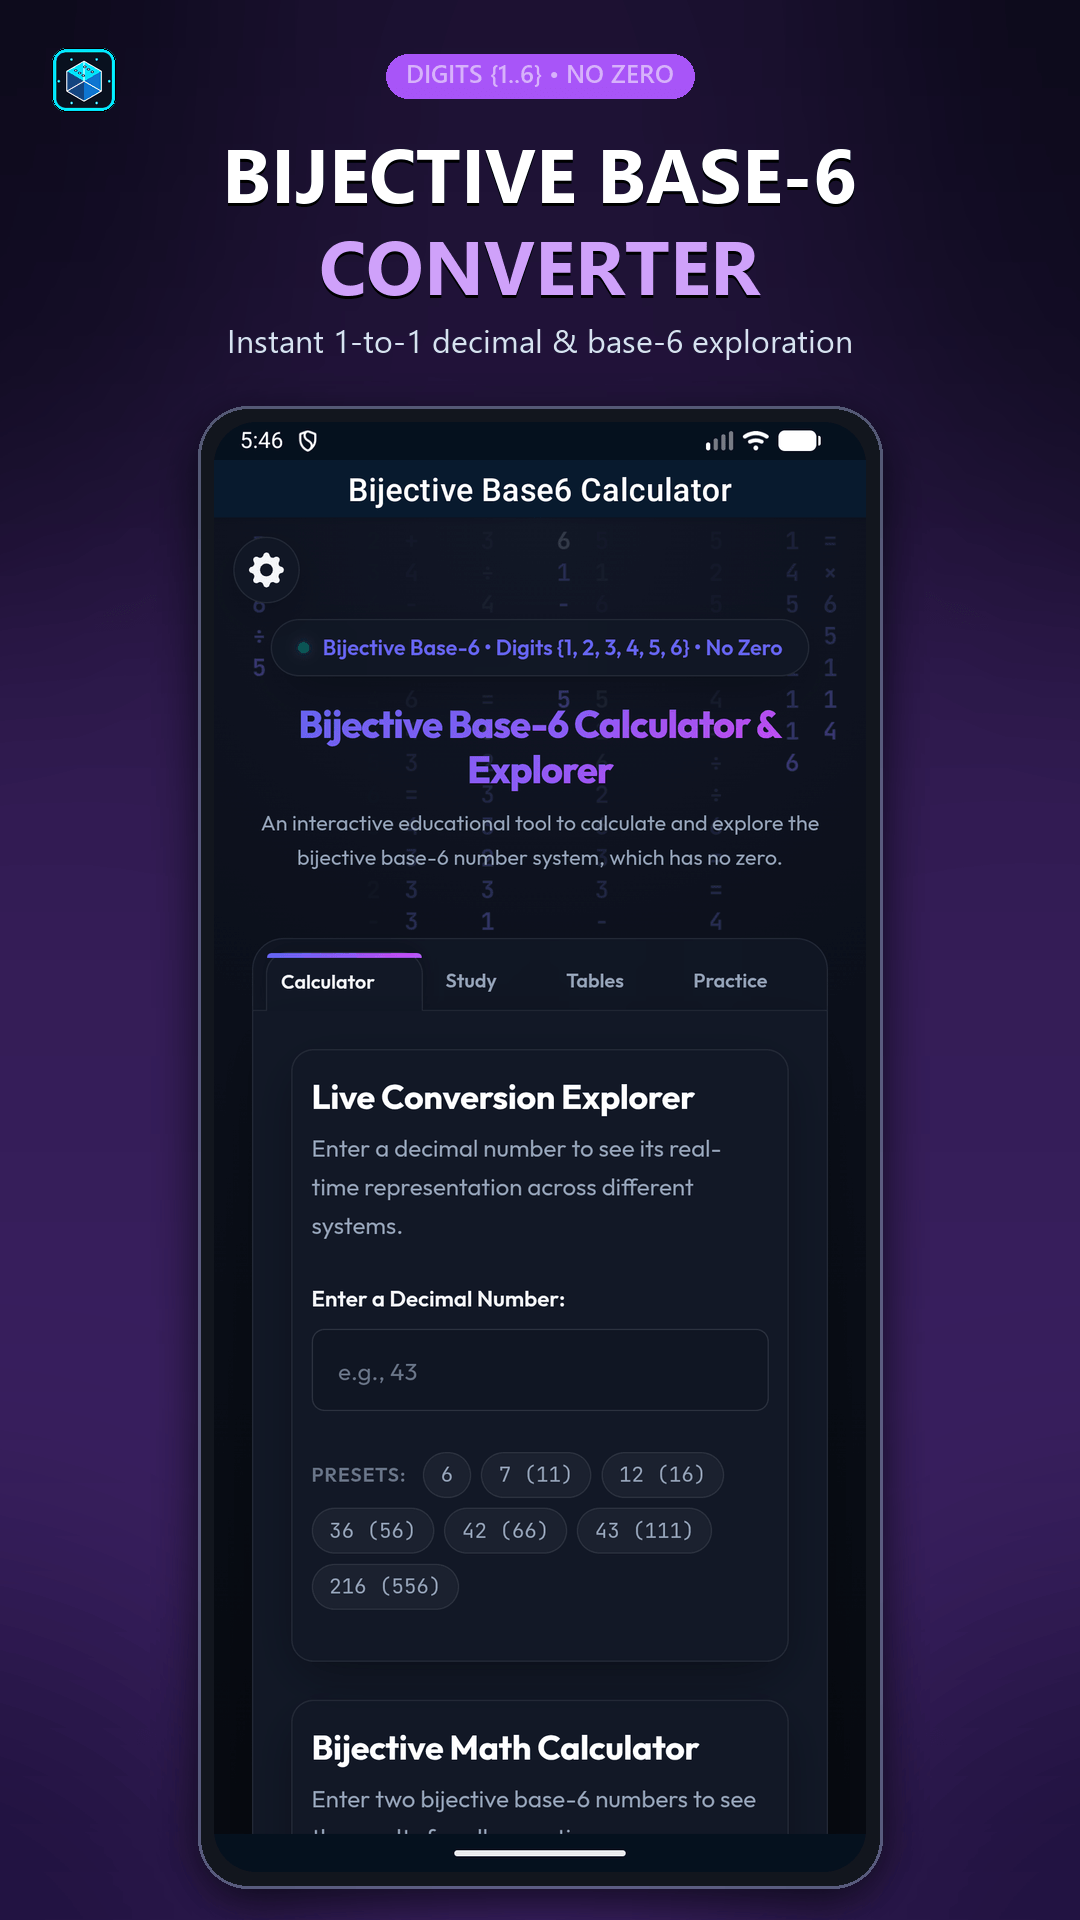 DIGITS {1..6} • NO ZERO
BIJECTIVE BASE-6
CONVERTER
Instant 1-to-1 decimal & base-6 exploration
5:46
Bijective Base6 Calculator
Bijective Base-6 • Digits {1, 2, 3, 4, 5, 6} • No Zero
Bijective Base-6 Calculator &
Explorer
An interactive educational tool to calculate and explore the
bijective base-6 number system, which has no zero.
Calculator Study Tables Practice
Live Conversion Explorer
Enter a decimal number to see its real-
time representation across different
systems.
Enter a Decimal Number:
e.g., 43
PRESETS: 6 7 (11) 12 (16)
36 (56) 42 (66) 43 (111)
216 (556)
Bijective Math Calculator
Enter two bijective base-6 numbers to see